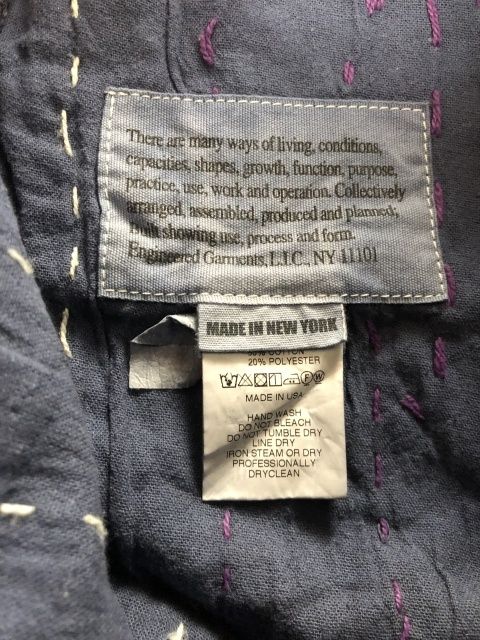 There are many ways of living, conditions,
capacities, shapes, growth, function, purpose,
practice, use, work and operation. Collectively
arranged, assembled, produced and planned;
Built showing use, process and form.
Engineered Garments, L.I.C., NY 11101
MADE IN NEW YORK
COTTON
20% POLYESTER
MADE IN USA
HAND WASH
DO NOT BLEACH
DO NOT TUMBLE DRY
LINE DRY
IRON STEAM OR DRY
PROFESSIONALLY
DRYCLEAN